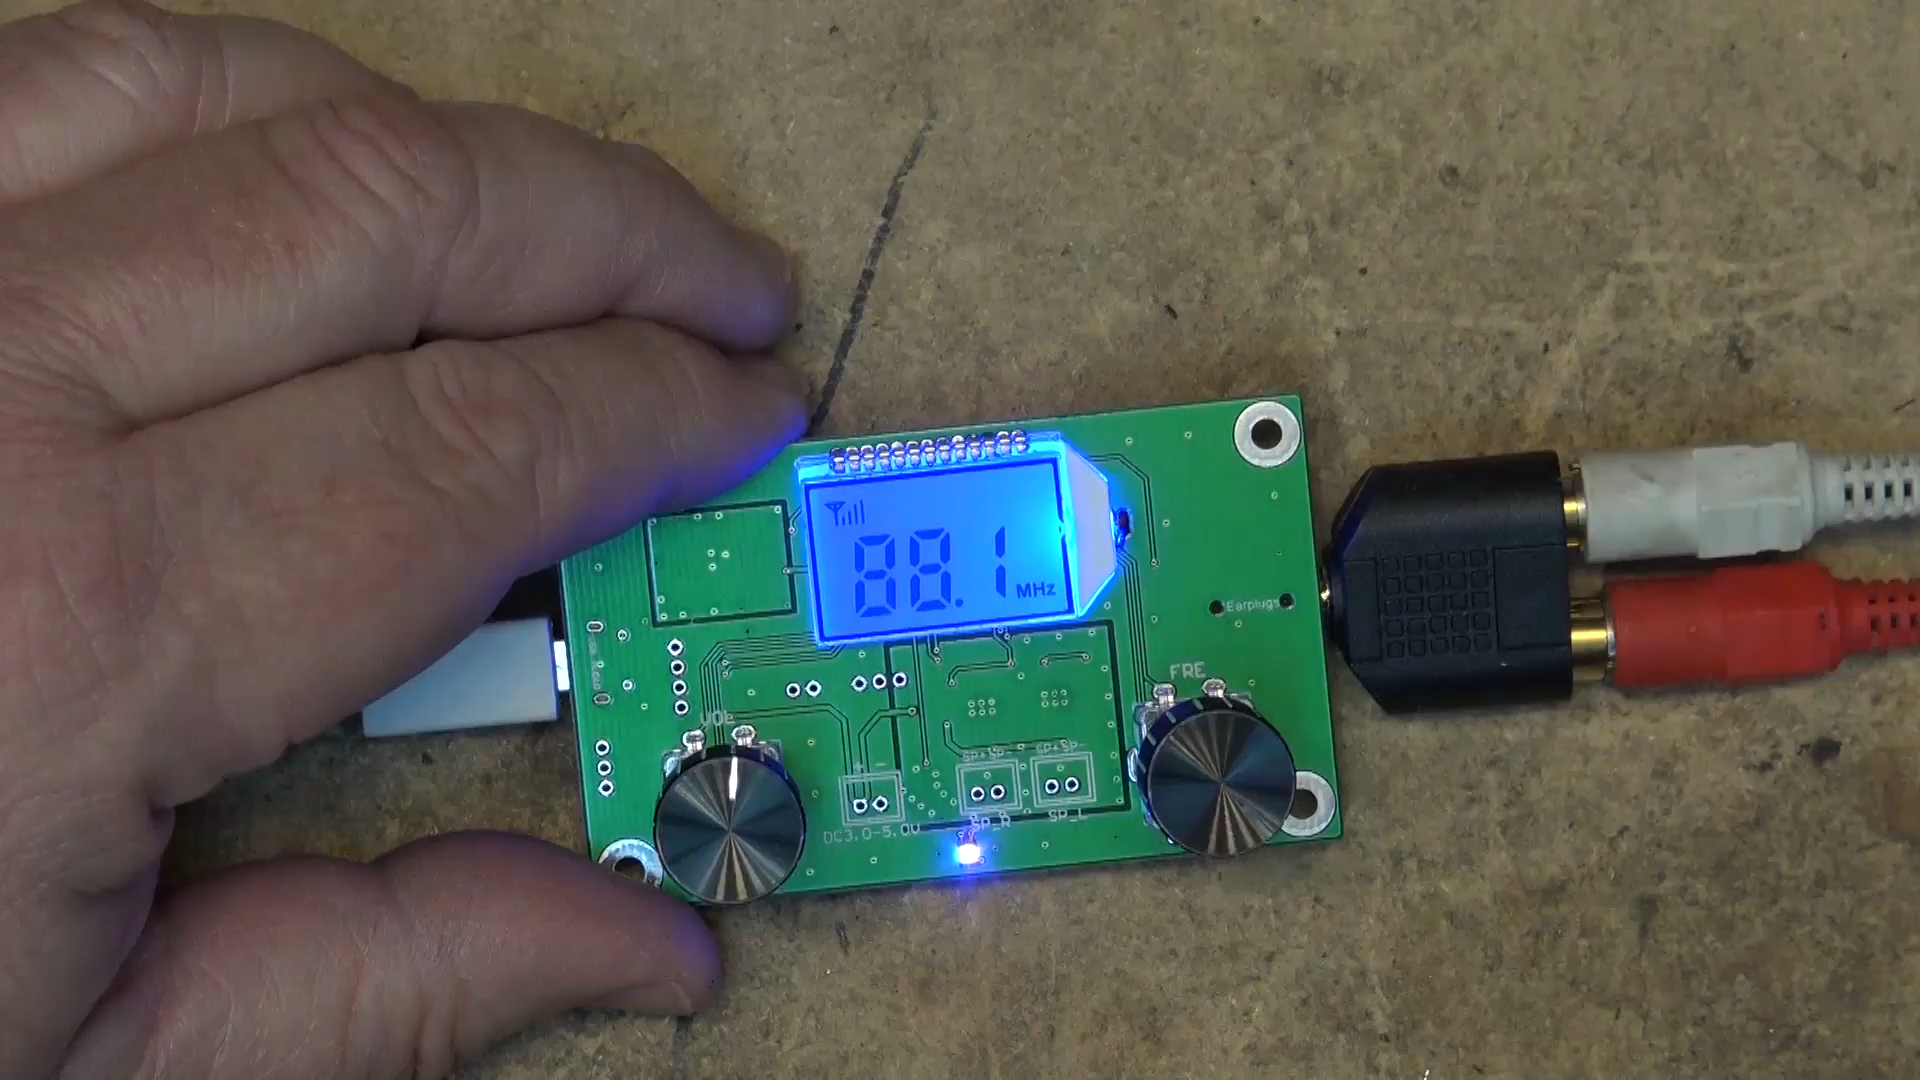 88.1 MHz
Earplugs
FRE
VOL
+ -
SP+SP-
SP+SP-
DC3.0-5.0V
SP_R
SP_L